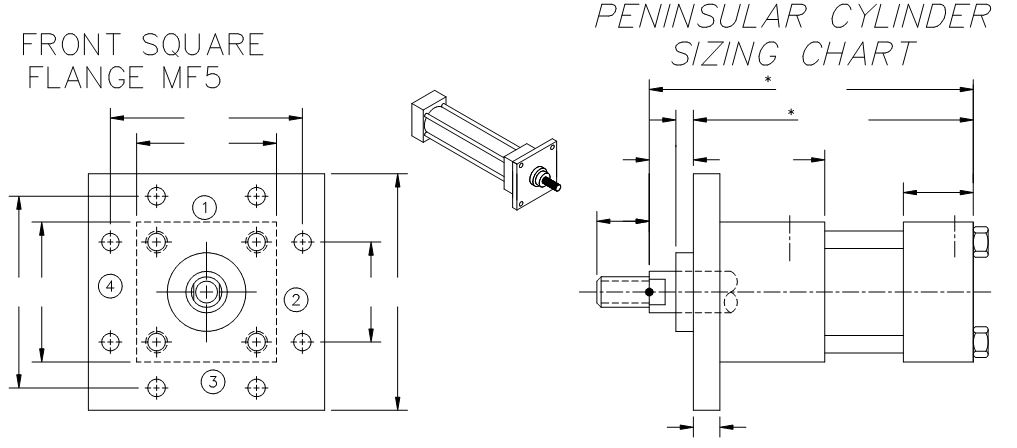 PENINSULAR CYLINDER
SIZING CHART
FRONT SQUARE
FLANGE MF5
*
*
1
4
2
3